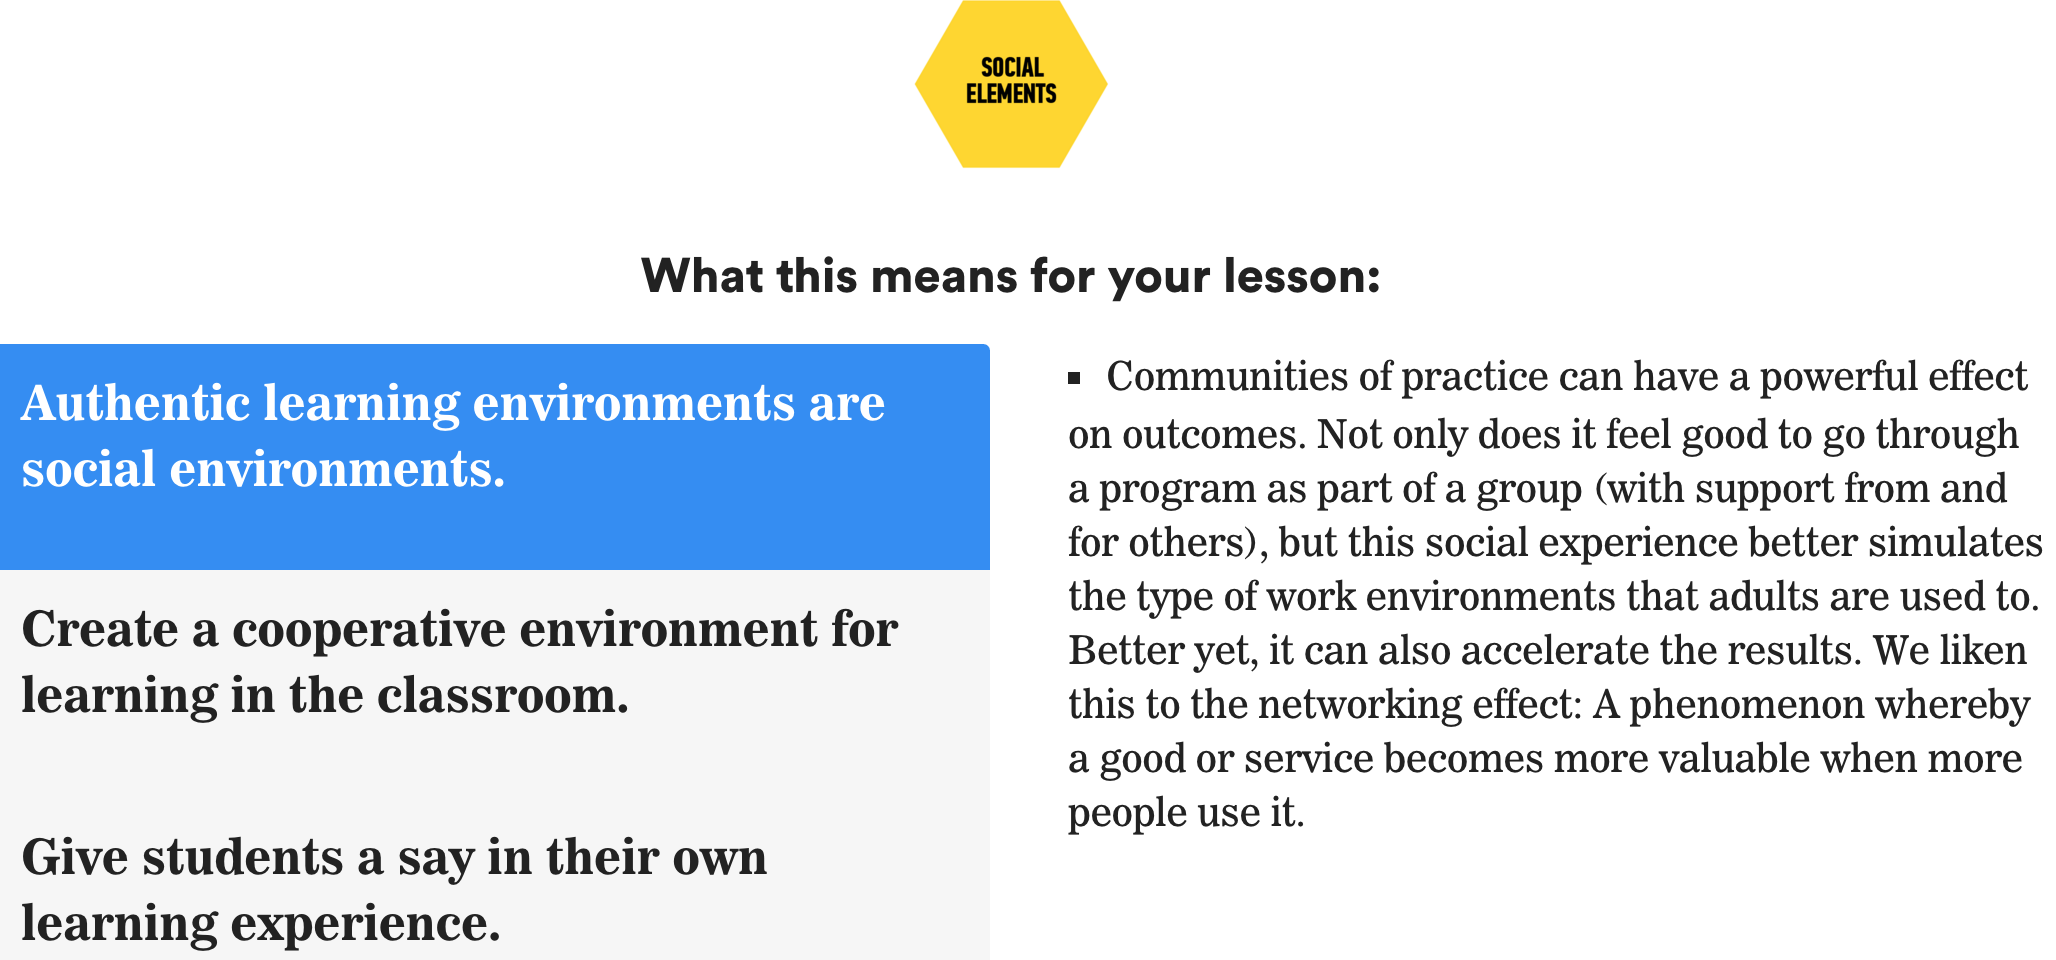 SOCIAL
ELEMENTS
What this means for your lesson:
Authentic learning environments are
social environments.
Create a cooperative environment for
learning in the classroom.
Give students a say in their own
learning experience.
▪ Communities of practice can have a powerful effect
on outcomes. Not only does it feel good to go through
a program as part of a group (with support from and
for others), but this social experience better simulates
the type of work environments that adults are used to.
Better yet, it can also accelerate the results. We liken
this to the networking effect: A phenomenon whereby
a good or service becomes more valuable when more
people use it.